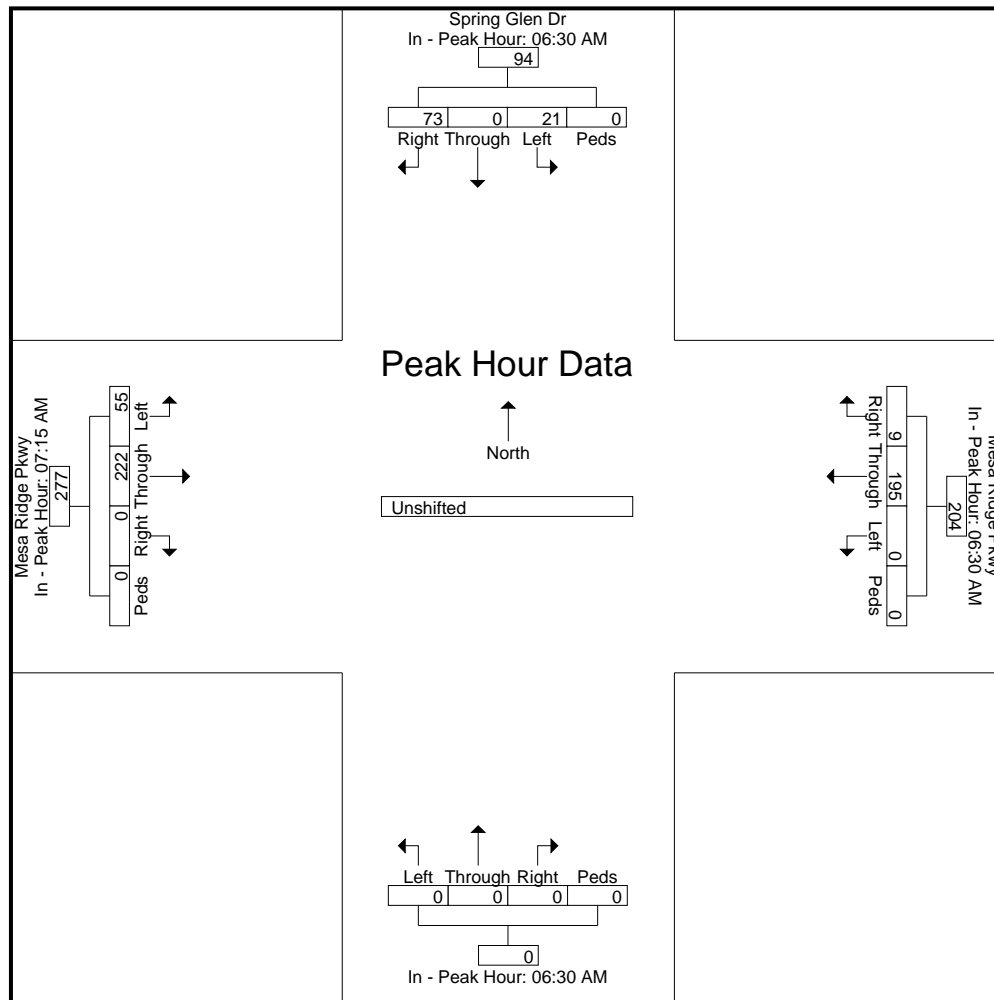 Spring Glen Dr
In - Peak Hour: 06:30 AM
94
73 0 21 0
Right Through Left Peds
Peak Hour Data
North
Unshifted
Mesa Ridge Pkwy
In - Peak Hour: 07:15 AM
277
55 222 0 0
Left Through Right Peds
Mesa Ridge Pkwy
In - Peak Hour: 06:30 AM
204
9 195 0 0
Right Through Left Peds
Left Through Right Peds
0 0 0 0
0
In - Peak Hour: 06:30 AM